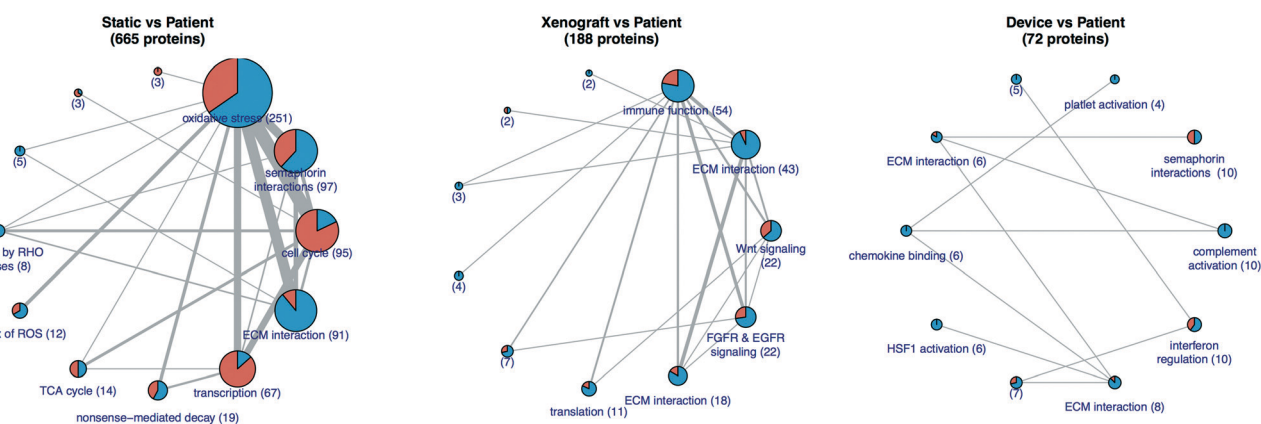 Static vs Patient
(665 proteins)
(3)
(3)
oxidative stress (251)
(5)
semaphorin
interactions (97)
by RHO
ses (8)
cell cycle (95)
of ROS (12)
ECM interaction (91)
TCA cycle (14)
transcription (67)
nonsense−mediated decay (19)
Xenograft vs Patient
(188 proteins)
(2)
immune function (54)
(2)
ECM interaction (43)
(3)
Wnt signaling
(22)
(4)
FGFR & EGFR
signaling (22)
(7)
ECM interaction (18)
translation (11)
Device vs Patient
(72 proteins)
(5)
platlet activation (4)
ECM interaction (6)
semaphorin
interactions (10)
chemokine binding (6)
complement
activation (10)
HSF1 activation (6)
interferon
regulation (10)
(7)
ECM interaction (8)